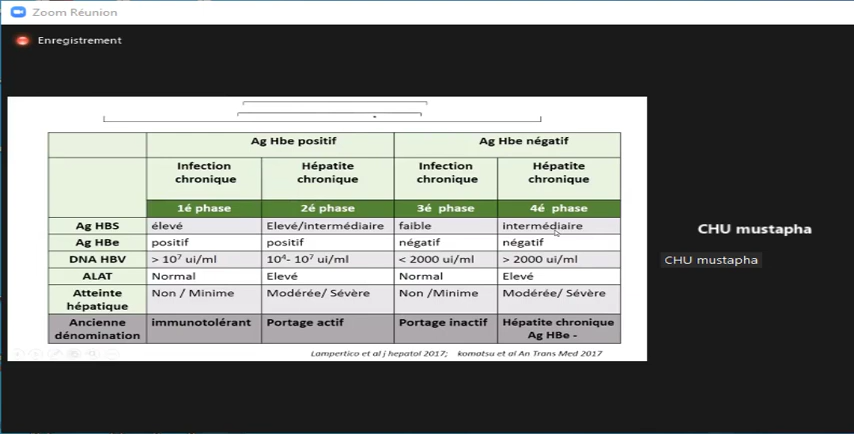 Zoom Réunion
Enregistrement
Ag Hbe positif Ag Hbe négatif
Infection chronique Hépatite chronique Infection chronique Hépatite chronique
1é phase 2é phase 3é phase 4é phase
Ag HBS élevé Elevé/intermédiaire faible intermédiaire
Ag HBe positif positif négatif négatif
DNA HBV > 10⁷ ui/ml 10⁴- 10⁷ ui/ml < 2000 ui/ml > 2000 ui/ml
ALAT Normal Elevé Normal Elevé
Atteinte hépatique Non / Minime Modérée/ Sévère Non /Minime Modérée/ Sévère
Ancienne dénomination immunotolérant Portage actif Portage inactif Hépatite chronique Ag HBe -
Lampertico et al j hepatol 2017; komatsu et al An Trans Med 2017
CHU mustapha
CHU mustapha